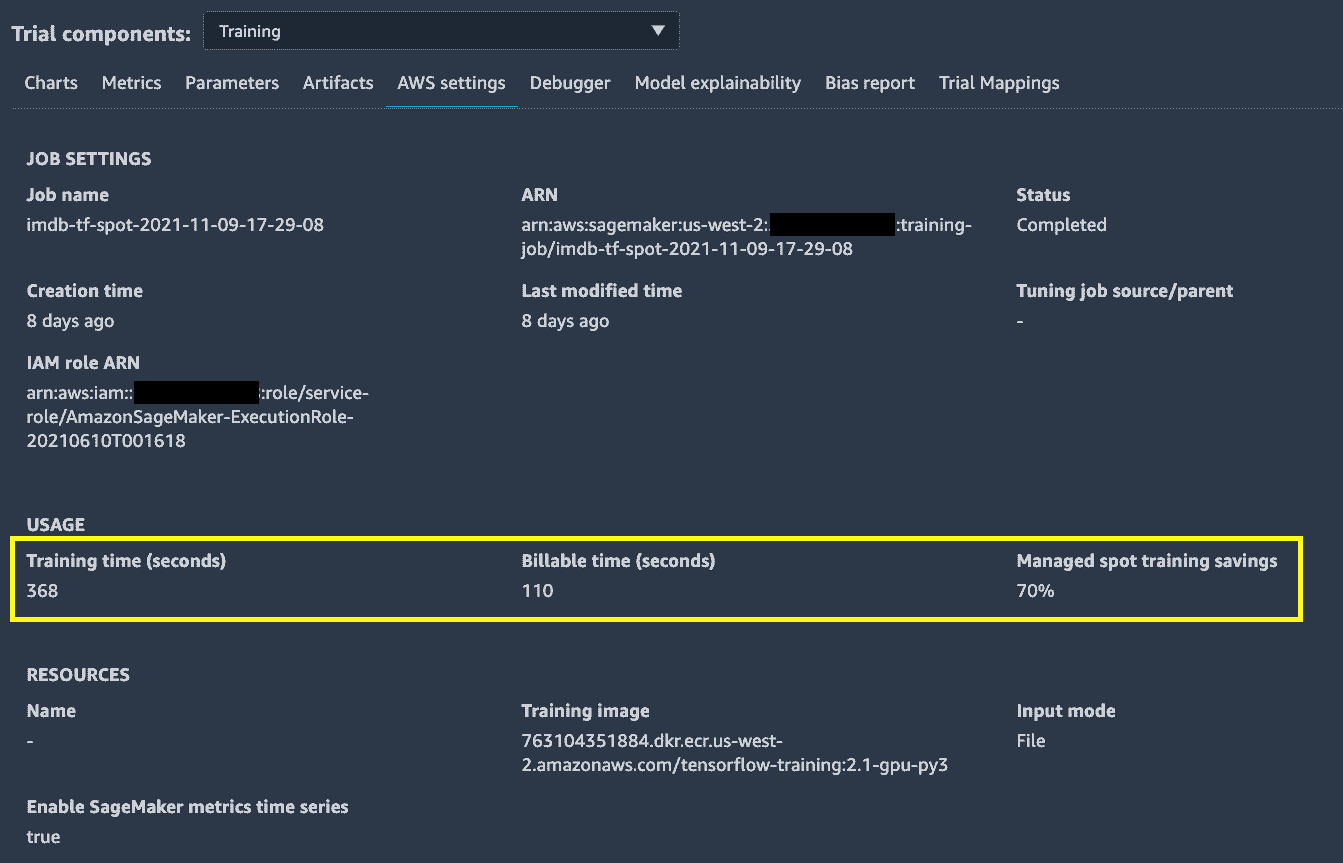 Trial components: Training
Charts Metrics Parameters Artifacts AWS settings Debugger Model explainability Bias report Trial Mappings
JOB SETTINGS
Job name
imdb-tf-spot-2021-11-09-17-29-08
ARN
arn:aws:sagemaker:us-west-2: :training-
job/imdb-tf-spot-2021-11-09-17-29-08
Status
Completed
Creation time
8 days ago
Last modified time
8 days ago
Tuning job source/parent
-
IAM role ARN
arn:aws:iam:: :role/service-
role/AmazonSageMaker-ExecutionRole-
20210610T001618
USAGE
Training time (seconds)
368
Billable time (seconds)
110
Managed spot training savings
70%
RESOURCES
Name
-
Training image
763104351884.dkr.ecr.us-west-
2.amazonaws.com/tensorflow-training:2.1-gpu-py3
Input mode
File
Enable SageMaker metrics time series
true